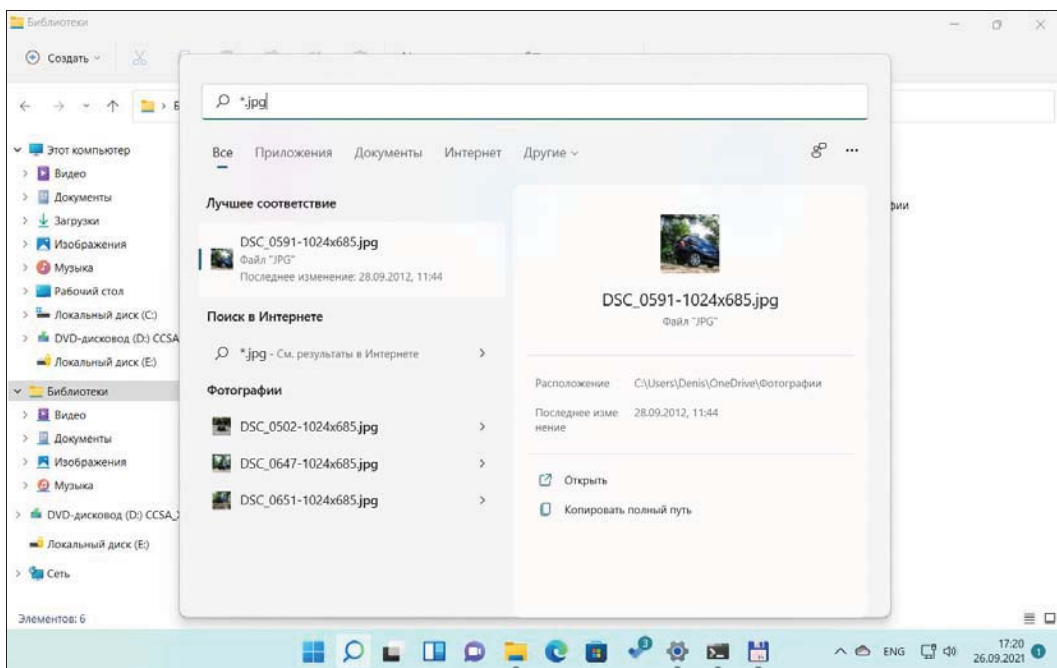 Библиотеки
Создать
*.jpg
Все Приложения Документы Интернет Другие
Этот компьютер
Видео
Документы
Загрузки
Изображения
Музыка
Рабочий стол
Локальный диск (C:)
DVD-дисковод (D:) CCSA
Локальный диск (E:)
Библиотеки
Видео
Документы
Изображения
Музыка
DVD-дисковод (D:) CCSA_X
Локальный диск (E:)
Сеть
Элементов: 6
Лучшее соответствие
DSC_0591-1024x685.jpg
Файл "JPG"
Последнее изменение: 28.09.2012, 11:44
Поиск в Интернете
*.jpg - См. результаты в Интернете
Фотографии
DSC_0502-1024x685.jpg
DSC_0647-1024x685.jpg
DSC_0651-1024x685.jpg
DSC_0591-1024x685.jpg
Файл "JPG"
Расположение C:\Users\Denis\OneDrive\Фотографии
Последнее изме 28.09.2012, 11:44
нение
Открыть
Копировать полный путь
3
ENG
17:20
26.09.2021
1